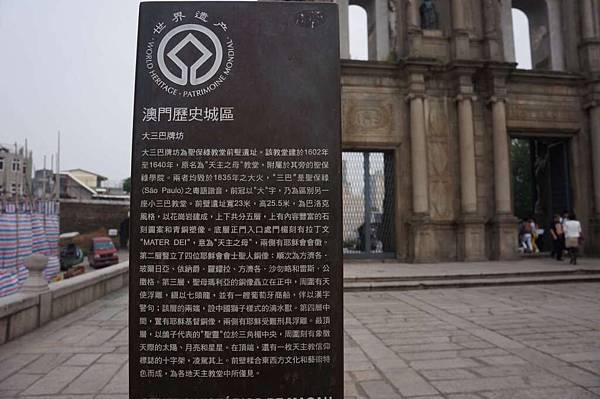 世界遺產
WORLD HERITAGE • PATRIMOINE MONDIAL
澳門歷史城區
大三巴牌坊
大三巴牌坊為聖保祿教堂前壁遺址。該教堂建於1602年
至1640年，原名為"天主之母"教堂，附屬於其旁的聖保
祿學院。兩者均毀於1835年之大火，"三巴"是聖保祿
（São Paulo）之粵語諧音，前冠以"大"字，乃為區別另一
座小三巴教堂。前壁遺址寬23米，高25.5米，為巴洛克
風格，以花崗岩建成，上下共分五層，上有內容豐富的石
刻圖案和青銅塑像。底層正門入口處門楣刻有拉丁文
"MATER DEI"，意為"天主之母"，兩側有耶穌會會徽。
第二層豎立了四位耶穌會會士聖人銅像：順次為方濟各·
玻爾日亞、依納爵·羅耀拉、方濟各·沙勿略和雷斯·公
撒格。第三層，聖母瑪利亞的銅像矗立在正中，周圍有天
使浮雕，綴以七頭龍，並有一艘葡萄牙商船，伴以漢字
警句；該層的兩端，設中國獅子樣式的滴水獸。第四層中
間，置有耶穌基督銅像，兩側有耶穌受難刑具浮雕。最頂
層，以鴿子代表的"聖靈"位於三角楣中央，周圍刻有象徵
天際的太陽、月亮和星星。在頂端，還有一枚天主教信仰
標誌的十字架，凌駕其上。前壁糅合東西方文化和藝術特
色而成，為各地天主教堂中所僅見。